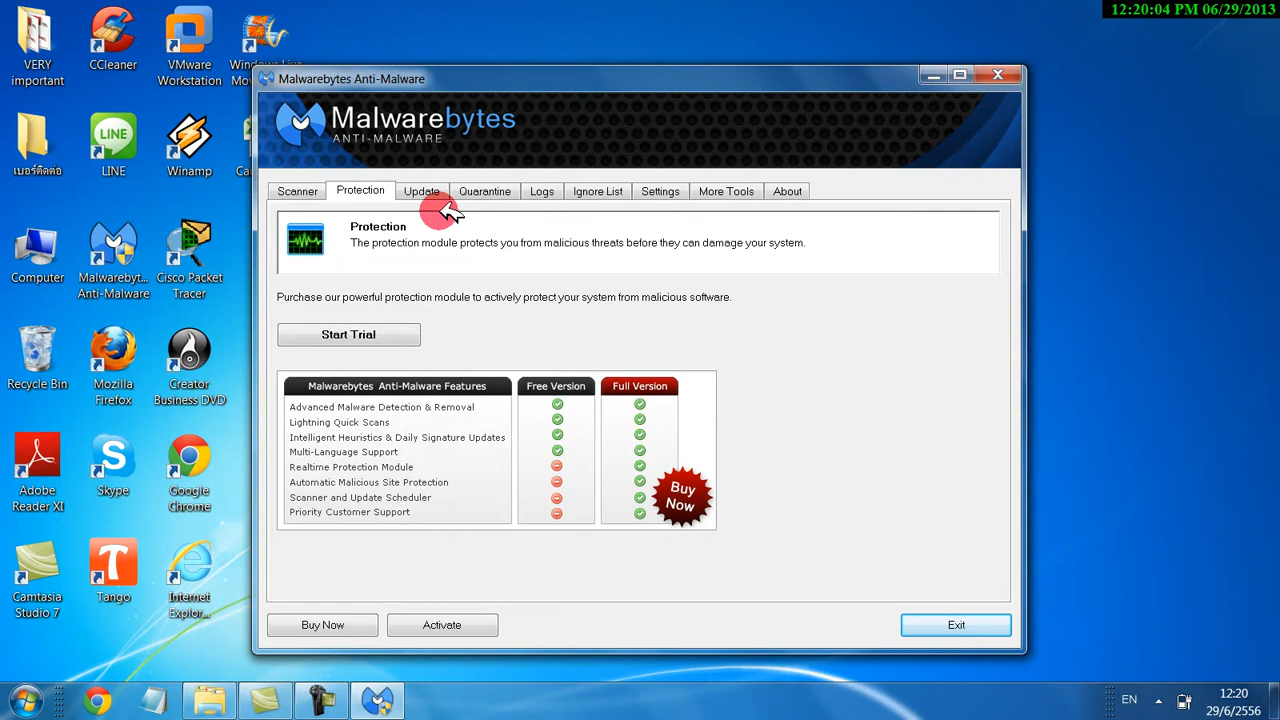 12:20:04 PM 06/29/2013
VERY important
CCleaner
VMware Workstation
Windows Live
Mov
เบอร์ติดต่อ
LINE
Winamp
Computer
Malwarebyt... Anti-Malware
Cisco Packet Tracer
Recycle Bin
Mozilla Firefox
Creator Business DVD
Adobe Reader XI
Skype
Google Chrome
Camtasia Studio 7
Tango
Internet Explor...
Malwarebytes Anti-Malware
Malwarebytes
ANTI-MALWARE
Scanner
Protection
Update
Quarantine
Logs
Ignore List
Settings
More Tools
About
Protection
The protection module protects you from malicious threats before they can damage your system.
Purchase our powerful protection module to actively protect your system from malicious software.
Start Trial
Malwarebytes Anti-Malware Features
Free Version
Full Version
Advanced Malware Detection & Removal
Lightning Quick Scans
Intelligent Heuristics & Daily Signature Updates
Multi-Language Support
Realtime Protection Module
Automatic Malicious Site Protection
Scanner and Update Scheduler
Priority Customer Support
Buy
Now
Buy Now
Activate
Exit
EN
12:20
29/6/2556